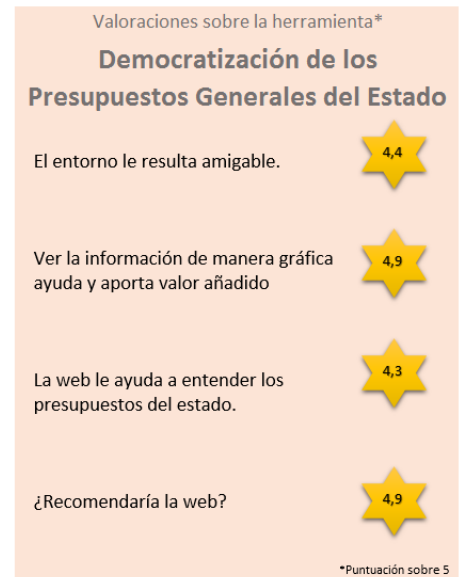 Valoraciones sobre la herramienta*
Democratización de los
Presupuestos Generales del Estado
El entorno le resulta amigable.
4,4
Ver la información de manera gráfica
ayuda y aporta valor añadido
4,9
La web le ayuda a entender los
presupuestos del estado.
4,3
¿Recomendaría la web?
4,9
*Puntuación sobre 5